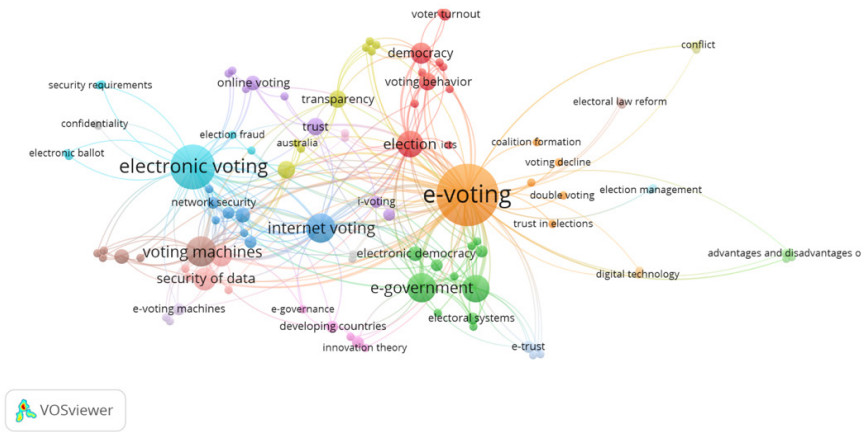 voter turnout
conflict
democracy
security requirements
online voting
voting behavior
transparency
electoral law reform
confidentiality
trust
election fraud
australia
election
icts
coalition formation
electronic ballot
electronic voting
voting decline
e-voting
double voting
election management
network security
i-voting
internet voting
trust in elections
voting machines
electronic democracy
advantages and disadvantages o
security of data
digital technology
e-government
e-voting machines
e-governance
electoral systems
developing countries
innovation theory
e-trust
VOSviewer